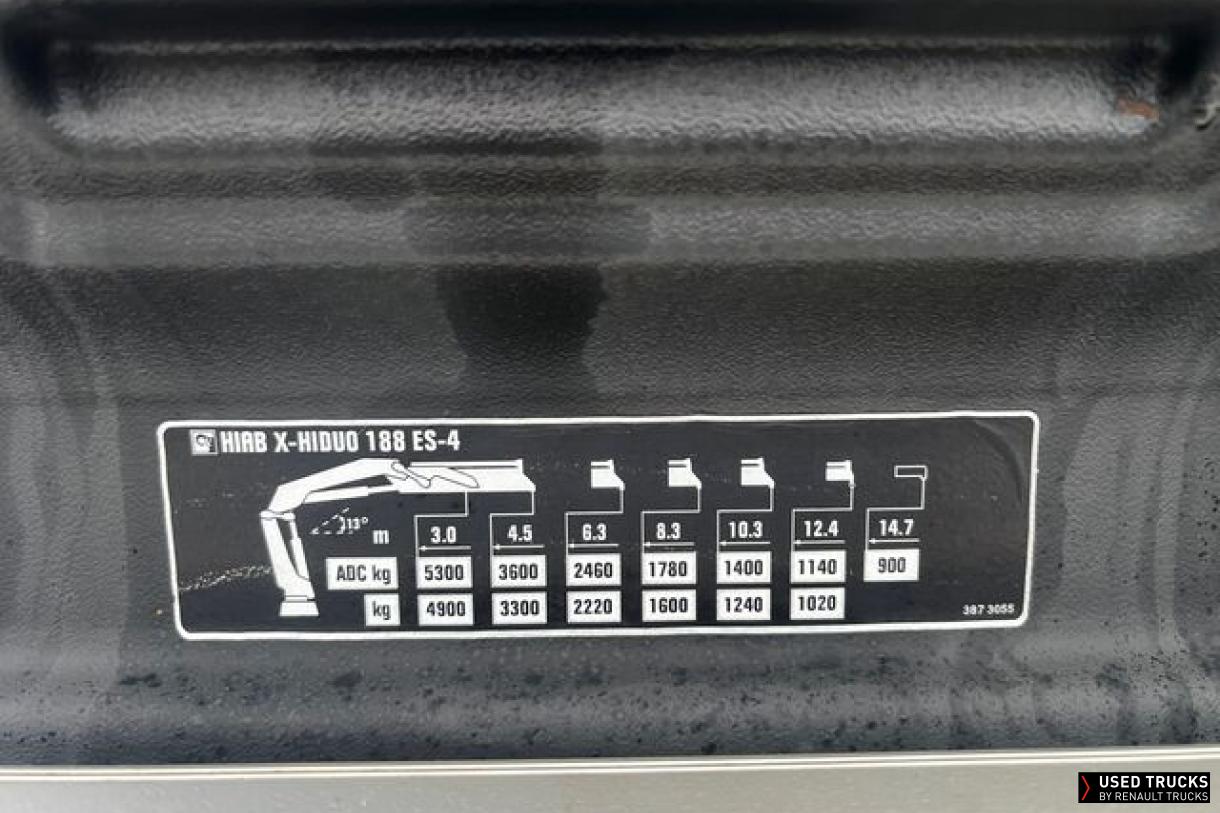 HIAB X-HIDUO 188 ES-4
13°
m 3.0 4.5 6.3 8.3 10.3 12.4 14.7
ADC kg 5300 3600 2460 1780 1400 1140 900
kg 4900 3300 2220 1600 1240 1020
387 3055
USED TRUCKS
BY RENAULT TRUCKS